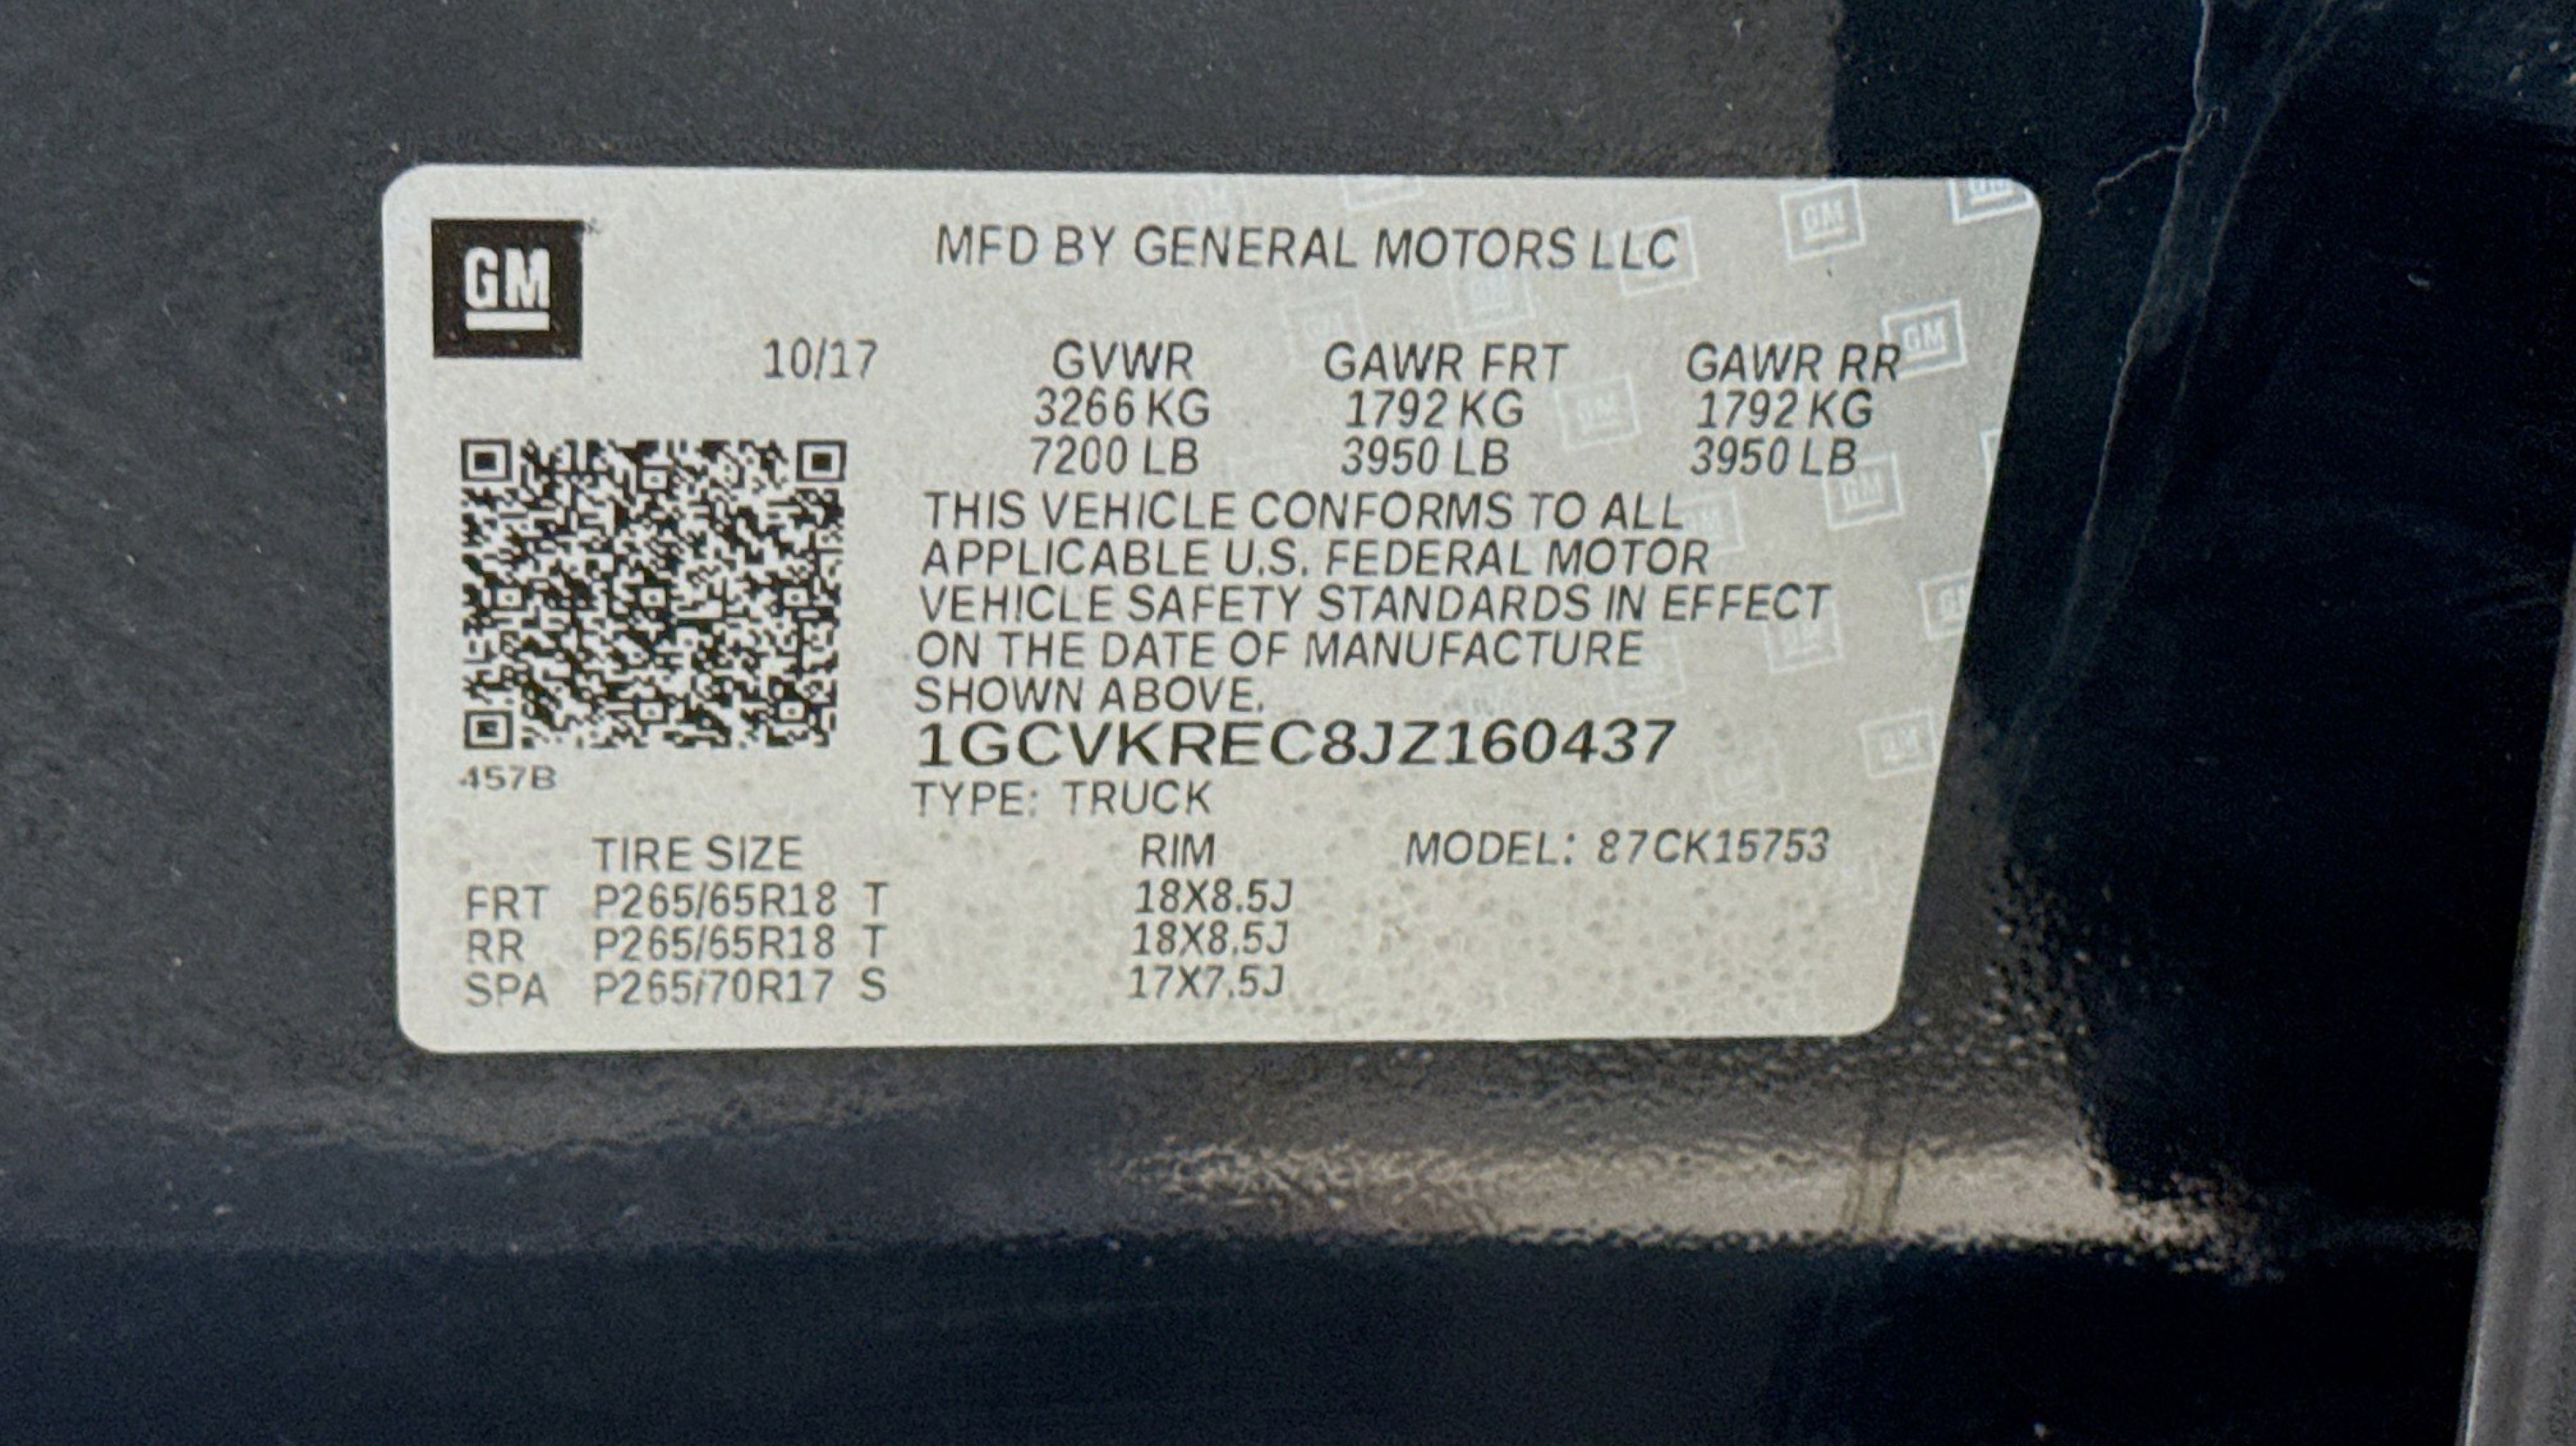 GM
MFD BY GENERAL MOTORS LLC
10/17 GVWR GAWR FRT GAWR RR
3266 KG 1792 KG 1792 KG
7200 LB 3950 LB 3950 LB
THIS VEHICLE CONFORMS TO ALL
APPLICABLE U.S. FEDERAL MOTOR
VEHICLE SAFETY STANDARDS IN EFFECT
ON THE DATE OF MANUFACTURE
SHOWN ABOVE.
1GCVKREC8JZ160437
457B
TYPE: TRUCK
TIRE SIZE RIM MODEL: 87CK15753
FRT P265/65R18 T 18X8.5J
RR P265/65R18 T 18X8.5J
SPA P265/70R17 S 17X7.5J